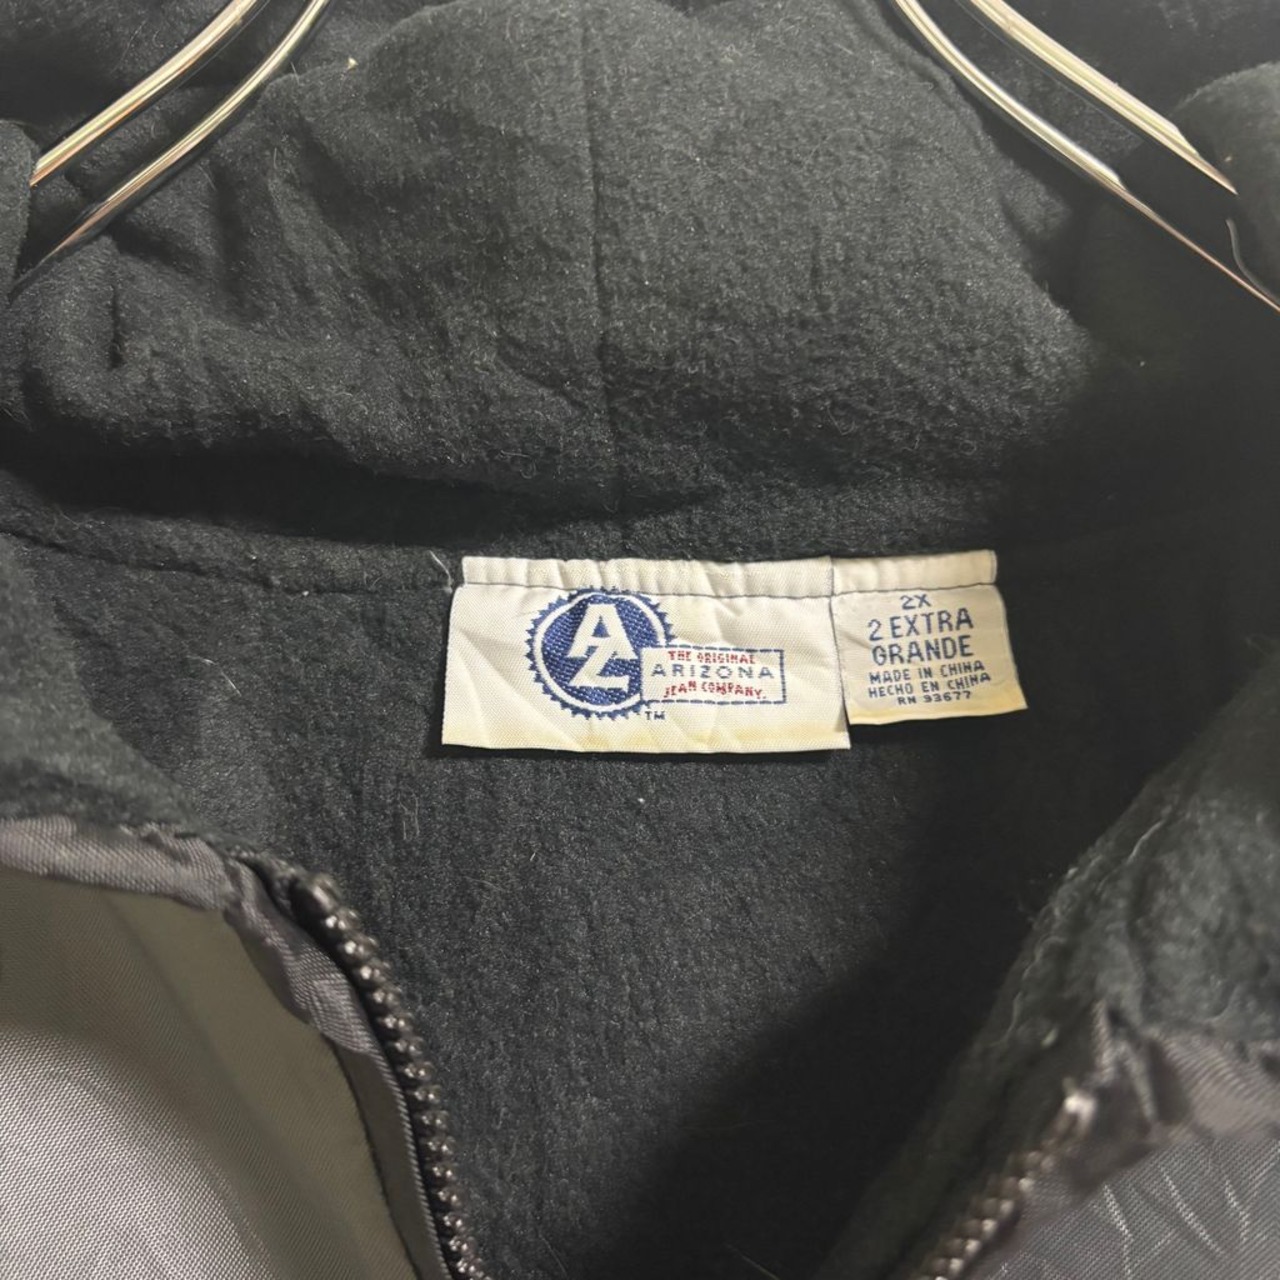 AZ
THE ORIGINAL
ARIZONA
JEAN COMPANY.
TM
2X
2 EXTRA
GRANDE
MADE IN CHINA
HECHO EN CHINA
RN 93677